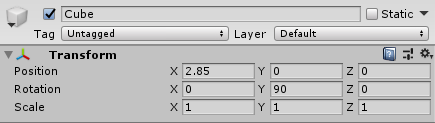 Cube Static
Tag Untagged Layer Default
Transform
Position X 2.85 Y 0 Z 0
Rotation X 0 Y 90 Z 0
Scale X 1 Y 1 Z 1